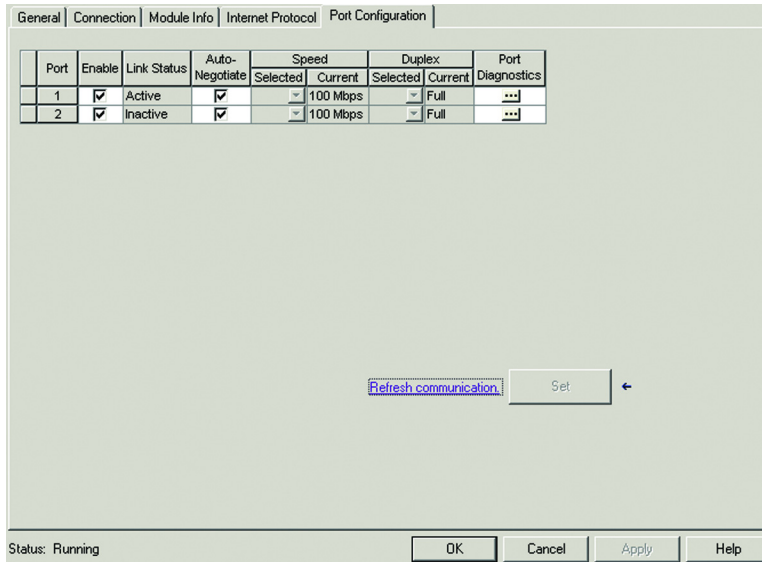 General Connection Module Info Internet Protocol Port Configuration
Port Enable Link Status Auto-Negotiate Speed Duplex Port Diagnostics
Selected Current Selected Current
1 Active 100 Mbps Full ...
2 Inactive 100 Mbps Full ...
Refresh communication. Set
Status: Running OK Cancel Apply Help